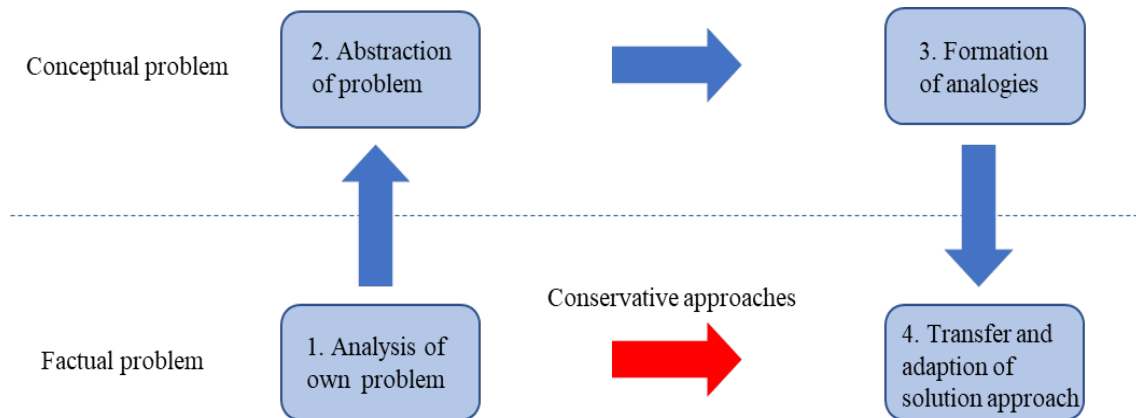 Conceptual problem
2. Abstraction
of problem
3. Formation
of analogies
Conservative approaches
Factual problem
1. Analysis of
own problem
4. Transfer and
adaption of
solution approach